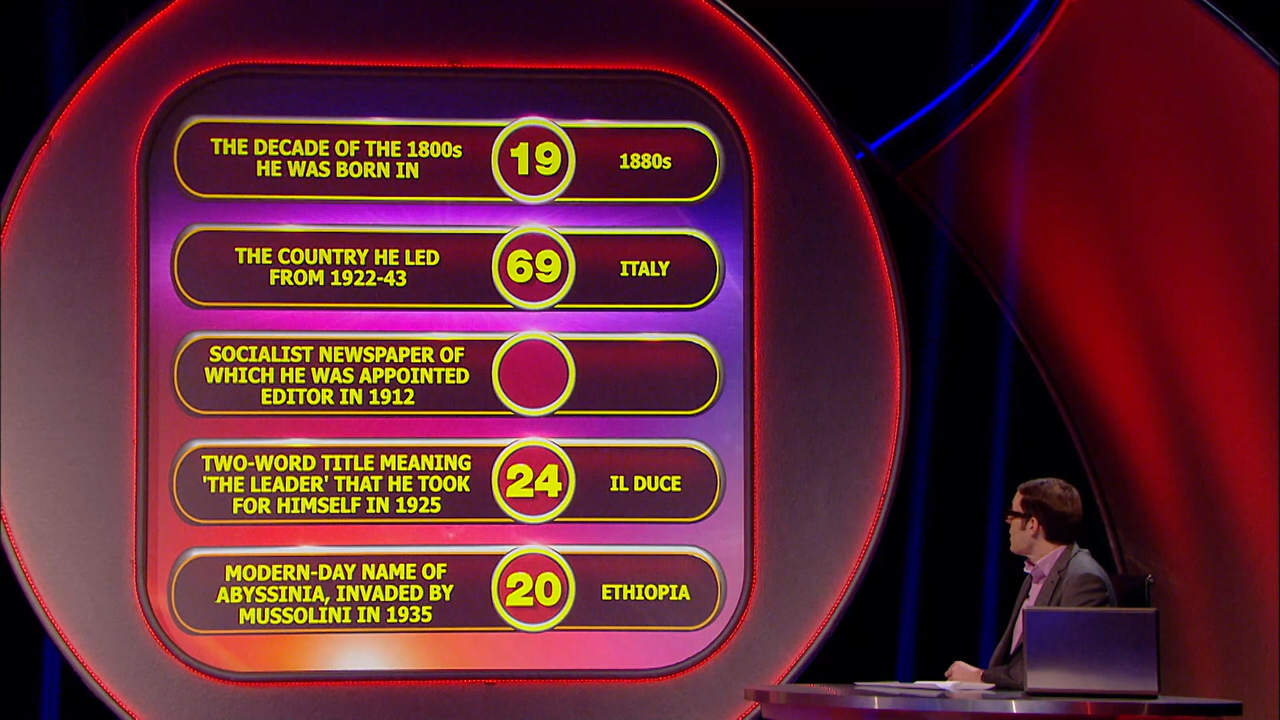 THE DECADE OF THE 1800s
HE WAS BORN IN
19
1880s
THE COUNTRY HE LED
FROM 1922-43
69
ITALY
SOCIALIST NEWSPAPER OF
WHICH HE WAS APPOINTED
EDITOR IN 1912
TWO-WORD TITLE MEANING
'THE LEADER' THAT HE TOOK
FOR HIMSELF IN 1925
24
IL DUCE
MODERN-DAY NAME OF
ABYSSINIA, INVADED BY
MUSSOLINI IN 1935
20
ETHIOPIA